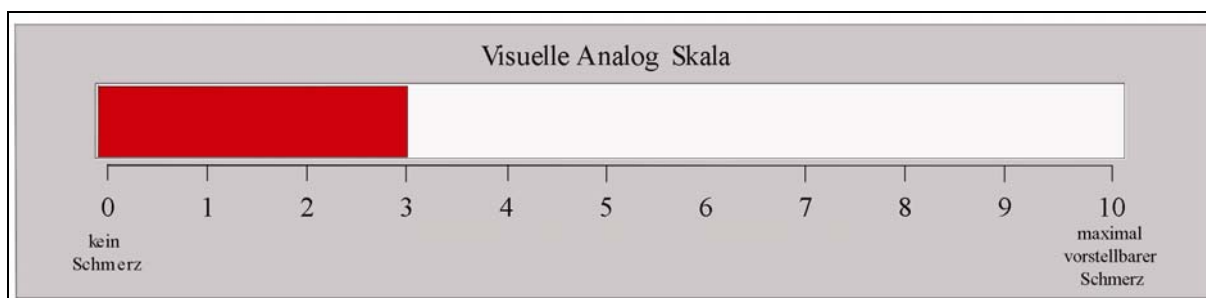 Visuelle Analog Skala
0 1 2 3 4 5 6 7 8 9 10
kein
Schmerz
maximal
vorstellbarer
Schmerz